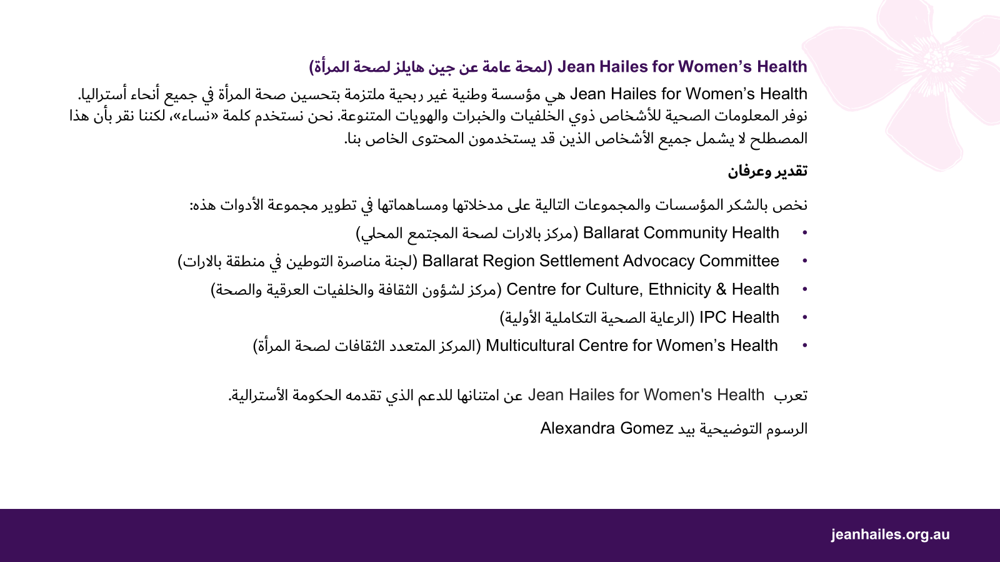 Jean Hailes for Women’s Health (لمحة عامة عن جين هايلز لصحة المرأة)
Jean Hailes for Women’s Health هي مؤسسة وطنية غير ربحية ملتزمة بتحسين صحة المرأة في جميع أنحاء أستراليا.
نوفر المعلومات الصحية للأشخاص ذوي الخلفيات والخبرات والهويات المتنوعة. نحن نستخدم كلمة «نساء»، لكننا نقر بأن هذا
المصطلح لا يشمل جميع الأشخاص الذين قد يستخدمون المحتوى الخاص بنا.
تقدير وعرفان
نخص بالشكر المؤسسات والمجموعات التالية على مدخلاتها ومساهماتها في تطوير مجموعة الأدوات هذه:
• Ballarat Community Health (مركز بالارات لصحة المجتمع المحلي)
• Ballarat Region Settlement Advocacy Committee (لجنة مناصرة التوطين في منطقة بالارات)
• Centre for Culture, Ethnicity & Health (مركز لشؤون الثقافة والخلفيات العرقية والصحة)
• IPC Health (الرعاية الصحية التكاملية الأولية)
• Multicultural Centre for Women’s Health (المركز المتعدد الثقافات لصحة المرأة)
تعرب Jean Hailes for Women's Health عن امتنانها للدعم الذي تقدمه الحكومة الأسترالية.
الرسوم التوضيحية بيد Alexandra Gomez
jeanhailes.org.au